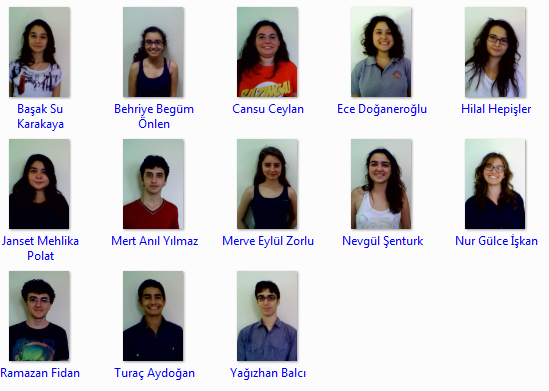 Başak Su
Karakaya
Behriye Begüm
Önlen
Cansu Ceylan
Ece Doğaneroğlu
Hilal Hepişler
Janset Mehlika
Polat
Mert Anıl Yılmaz
Merve Eylül Zorlu
Nevgül Şenturk
Nur Gülce İşkan
Ramazan Fidan
Turaç Aydoğan
Yağızhan Balcı
BAZINGA!